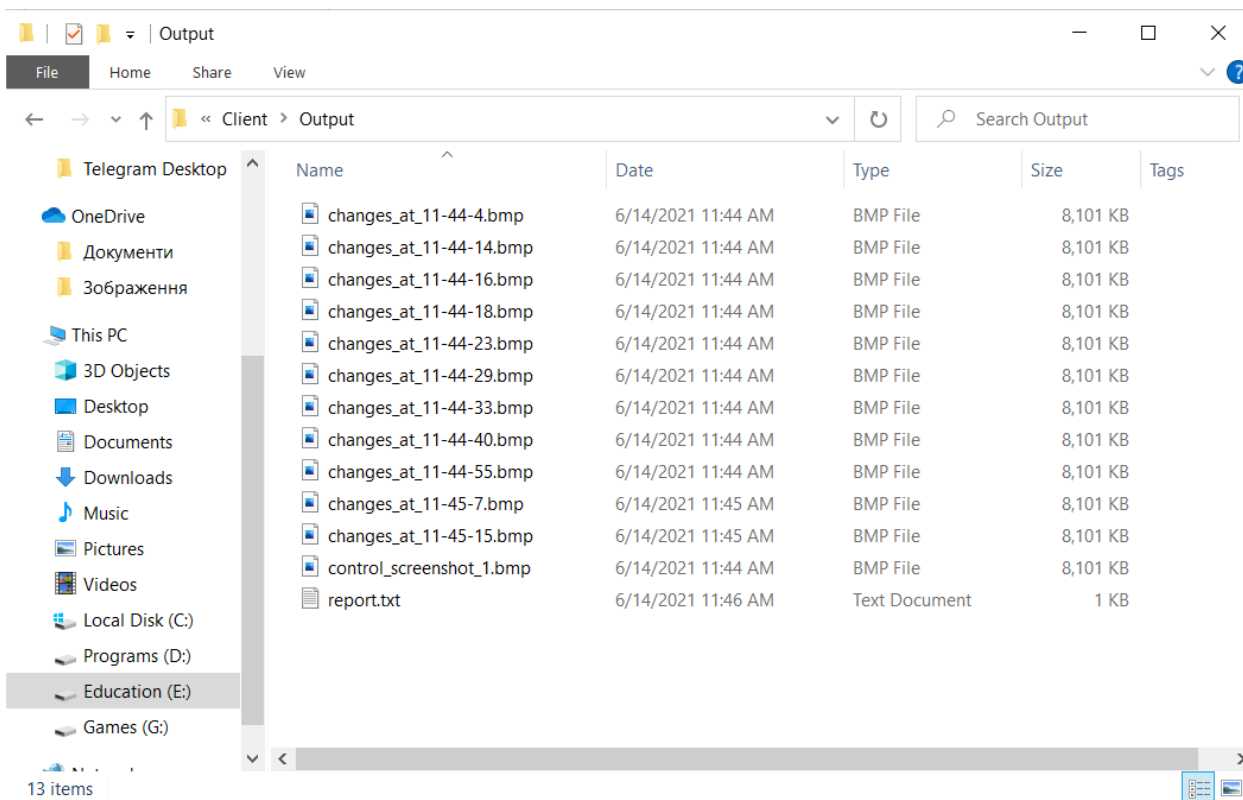 Output
File Home Share View
« Client > Output
Search Output
Telegram Desktop
OneDrive
Документи
Зображення
This PC
3D Objects
Desktop
Documents
Downloads
Music
Pictures
Videos
Local Disk (C:)
Programs (D:)
Education (E:)
Games (G:)
Name Date Type Size Tags
changes_at_11-44-4.bmp 6/14/2021 11:44 AM BMP File 8,101 KB
changes_at_11-44-14.bmp 6/14/2021 11:44 AM BMP File 8,101 KB
changes_at_11-44-16.bmp 6/14/2021 11:44 AM BMP File 8,101 KB
changes_at_11-44-18.bmp 6/14/2021 11:44 AM BMP File 8,101 KB
changes_at_11-44-23.bmp 6/14/2021 11:44 AM BMP File 8,101 KB
changes_at_11-44-29.bmp 6/14/2021 11:44 AM BMP File 8,101 KB
changes_at_11-44-33.bmp 6/14/2021 11:44 AM BMP File 8,101 KB
changes_at_11-44-40.bmp 6/14/2021 11:44 AM BMP File 8,101 KB
changes_at_11-44-55.bmp 6/14/2021 11:44 AM BMP File 8,101 KB
changes_at_11-45-7.bmp 6/14/2021 11:45 AM BMP File 8,101 KB
changes_at_11-45-15.bmp 6/14/2021 11:45 AM BMP File 8,101 KB
control_screenshot_1.bmp 6/14/2021 11:44 AM BMP File 8,101 KB
report.txt 6/14/2021 11:46 AM Text Document 1 KB
13 items